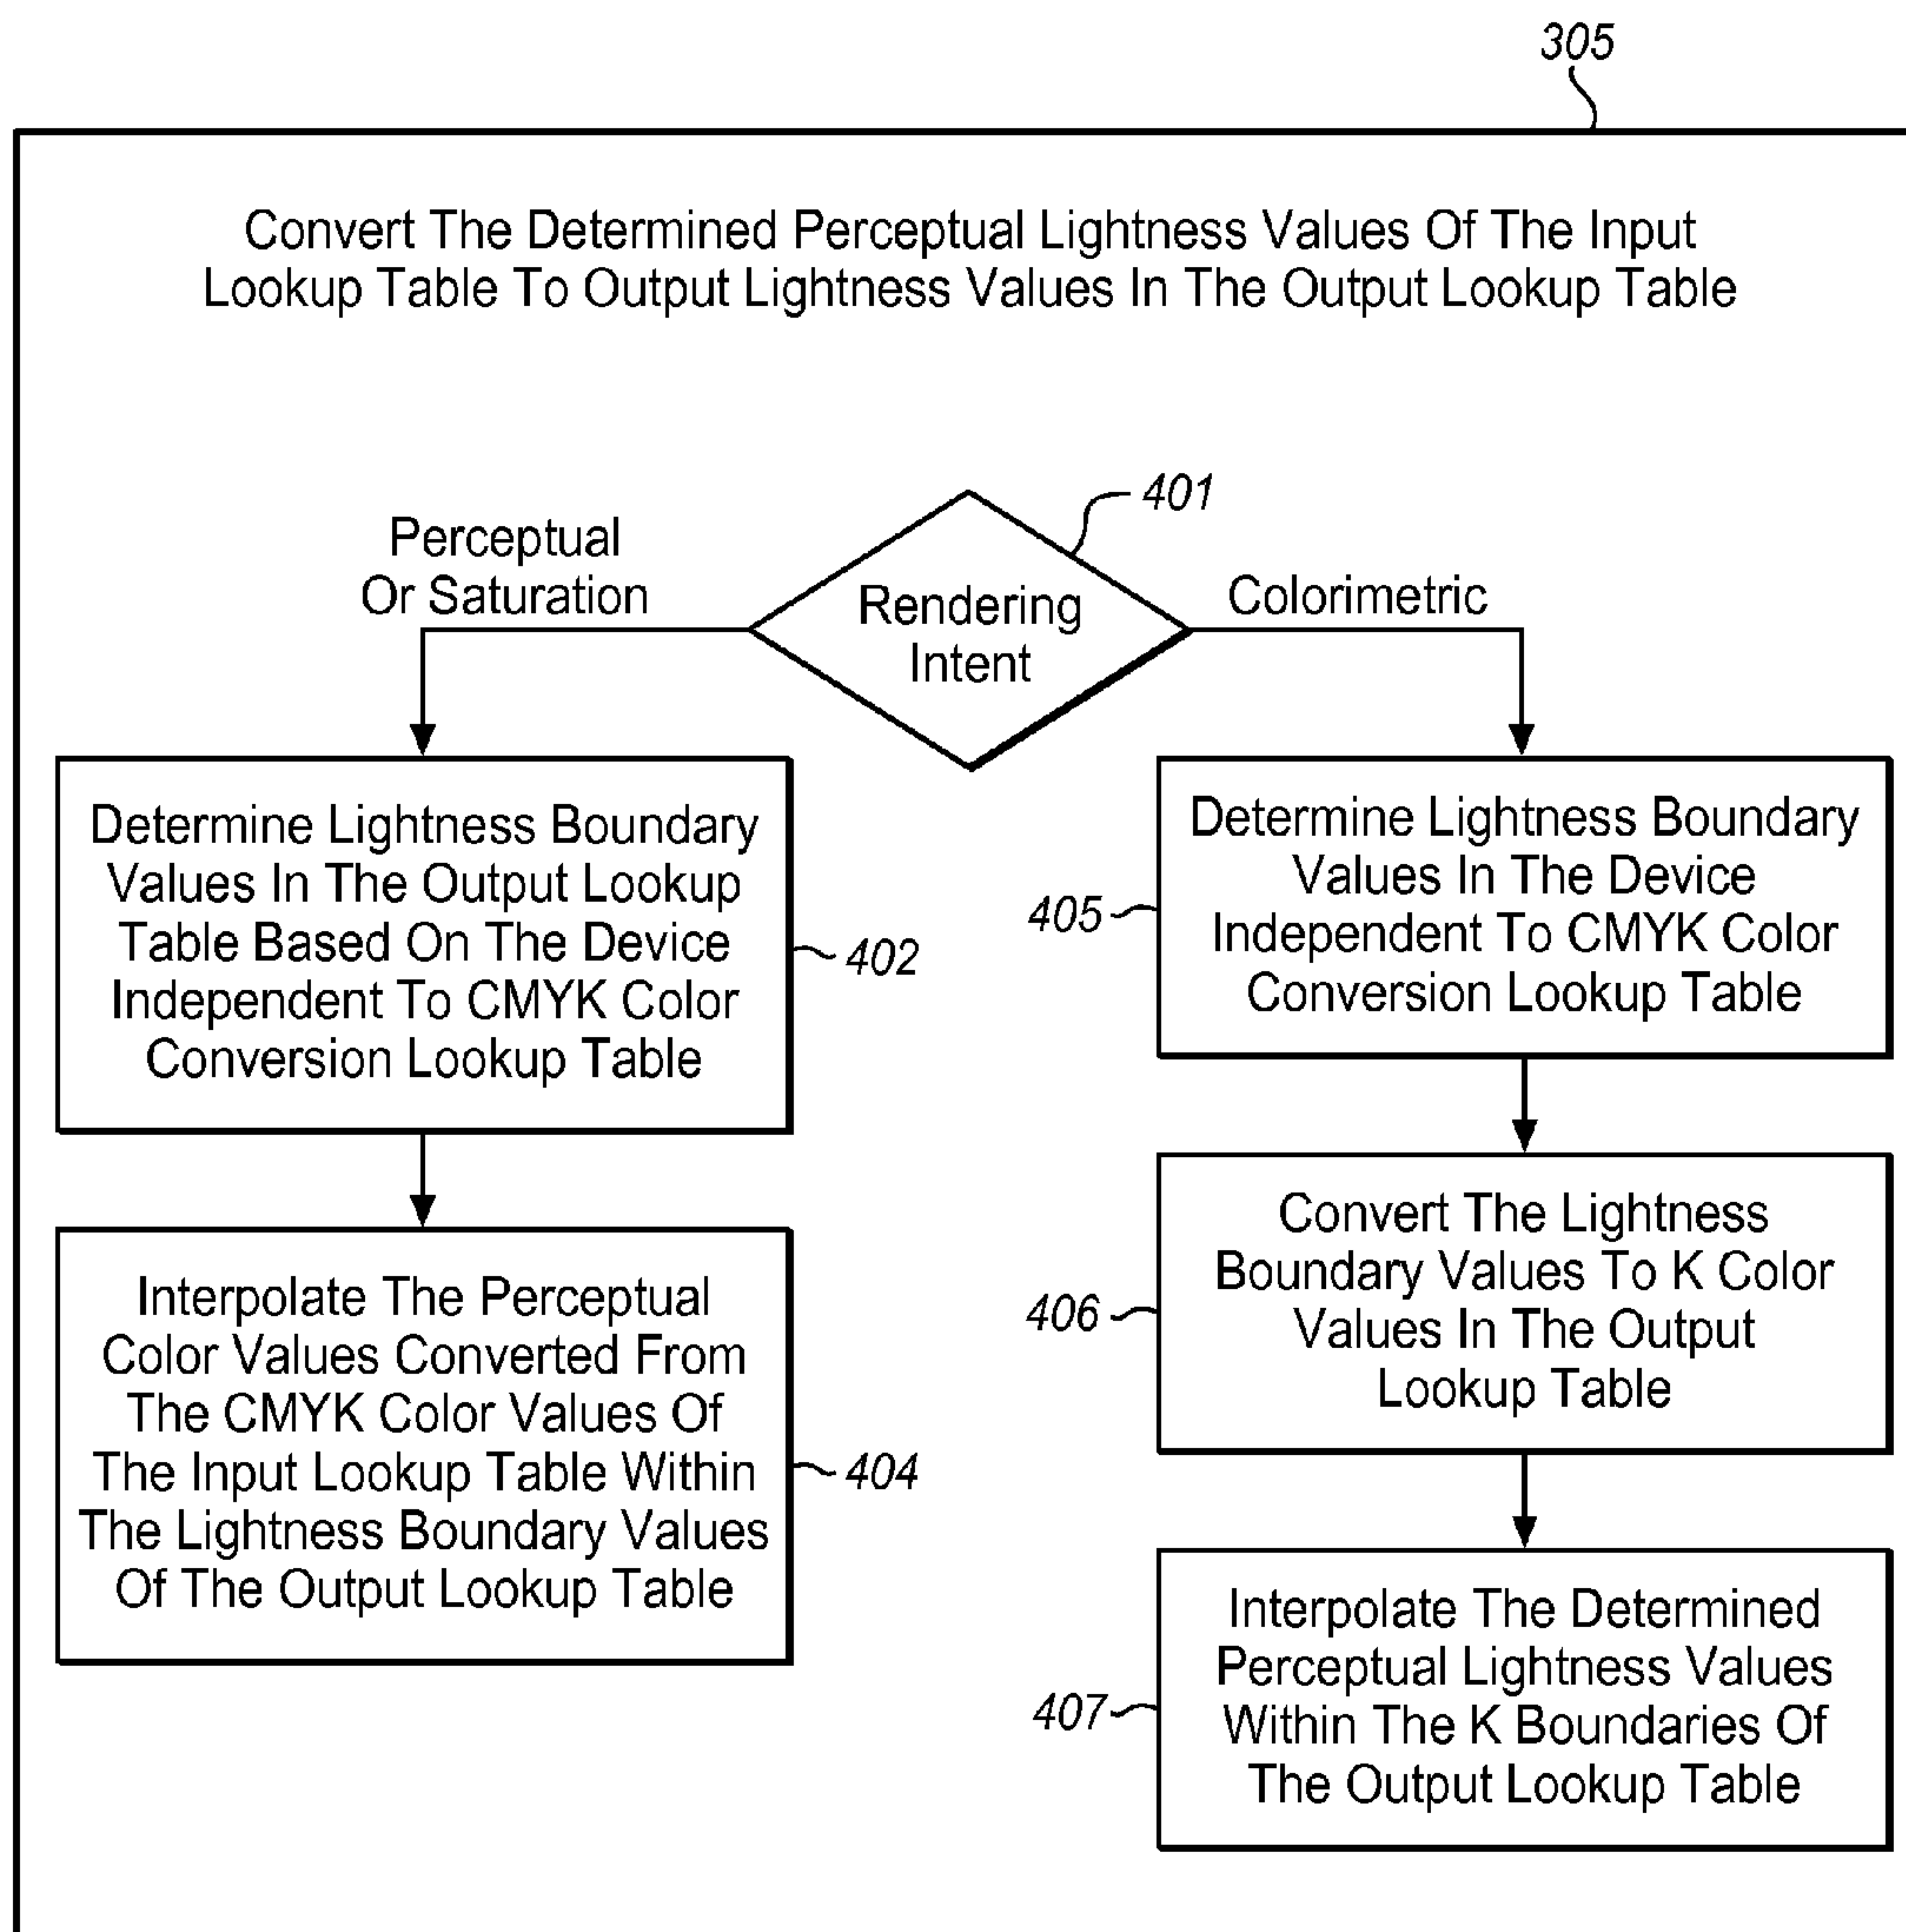 305
Convert The Determined Perceptual Lightness Values Of The Input
Lookup Table To Output Lightness Values In The Output Lookup Table
401
Perceptual
Or Saturation
Rendering
Intent
Colorimetric
Determine Lightness Boundary
Values In The Output Lookup
Table Based On The Device
Independent To CMYK Color
Conversion Lookup Table
402
Determine Lightness Boundary
Values In The Device
Independent To CMYK Color
Conversion Lookup Table
405
Interpolate The Perceptual
Color Values Converted From
The CMYK Color Values Of
The Input Lookup Table Within
The Lightness Boundary Values
Of The Output Lookup Table
404
Convert The Lightness
Boundary Values To K Color
Values In The Output
Lookup Table
406
Interpolate The Determined
Perceptual Lightness Values
Within The K Boundaries Of
The Output Lookup Table
407